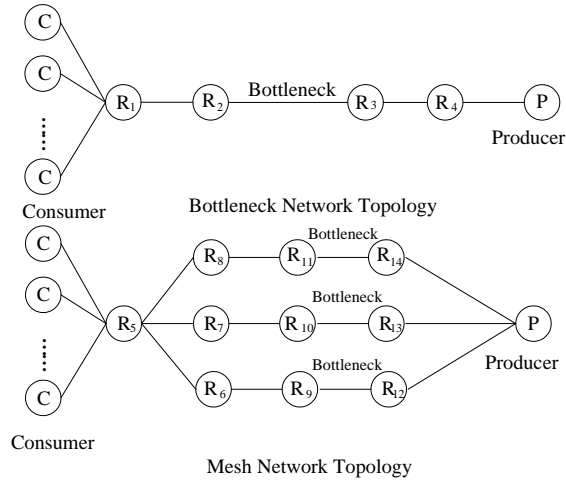 C
C
R1 R2 Bottleneck R3 R4 P
C
Producer
Consumer
Bottleneck Network Topology
C
Bottleneck
R8 R11 R14
C
Bottleneck
R5 R7 R10 R13 P
Producer
Bottleneck
C
R6 R9 R12
Consumer
Mesh Network Topology